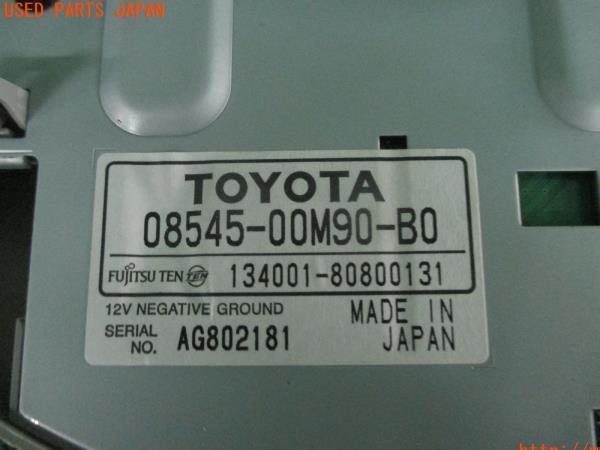 USED PARTS JAPAN
TOYOTA
08545-00M90-B0
FUJITSU TEN TEN 134001-80800131
12V NEGATIVE GROUND
SERIAL NO. AG802181
MADE IN JAPAN